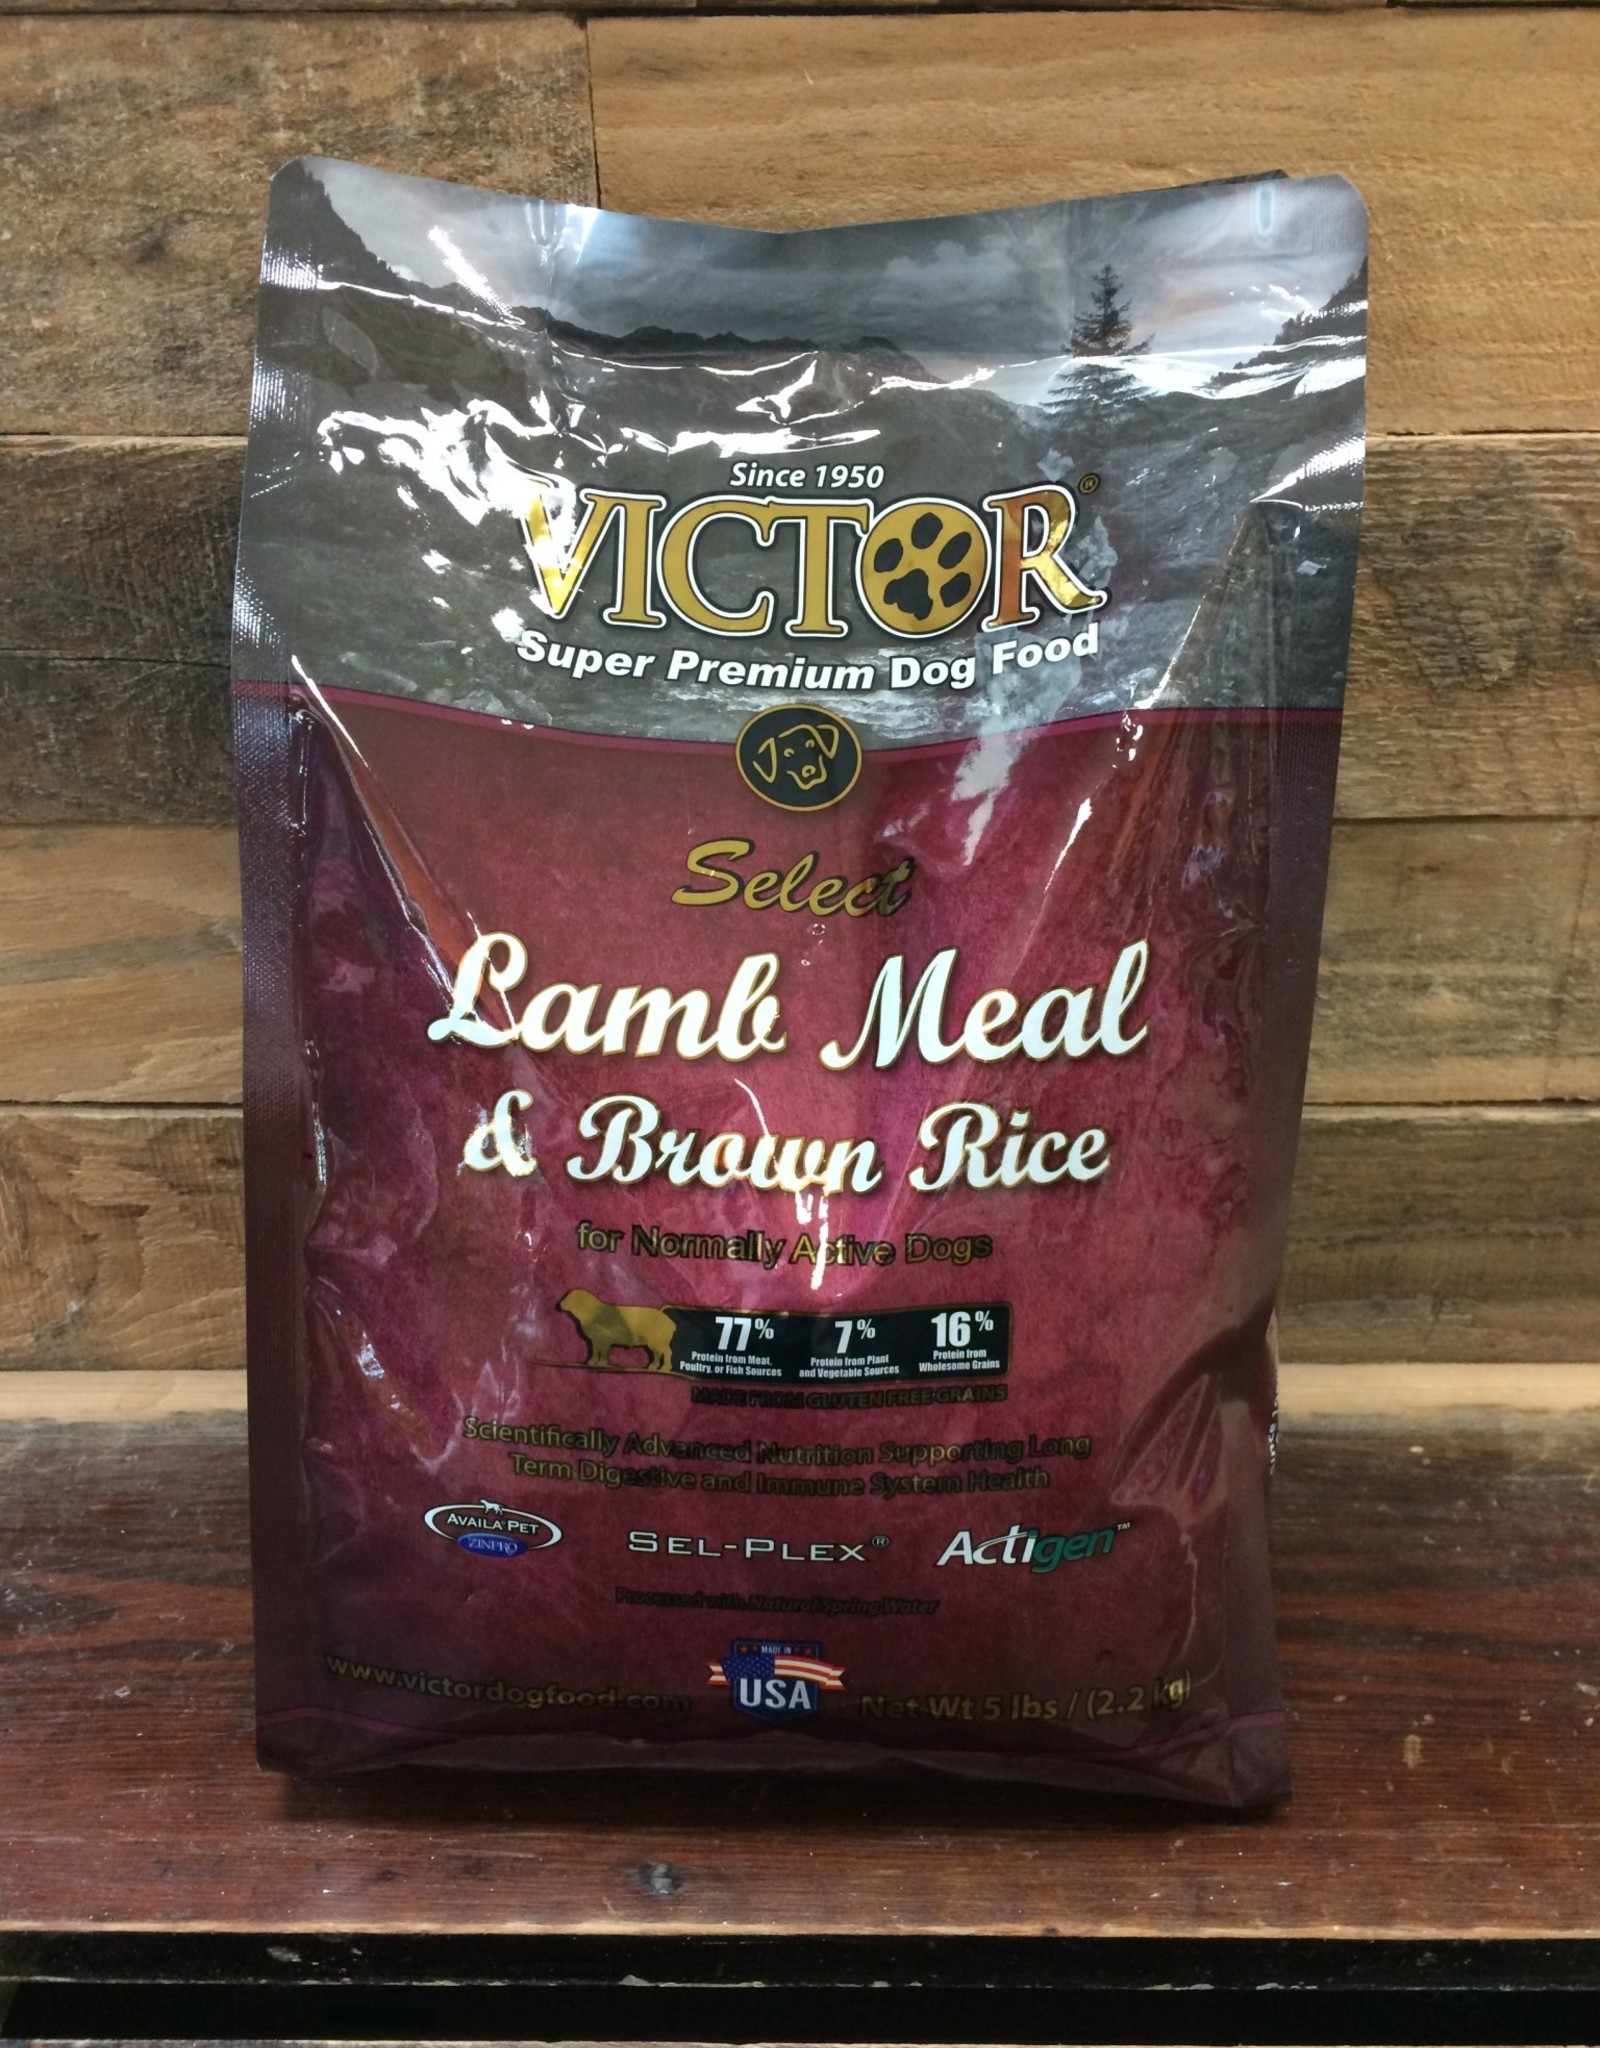 Since 1950
VICTOR®
Super Premium Dog Food
Select
Lamb Meal
& Brown Rice
for Normally Active Dogs
77% 7% 16%
Protein from Meat, Protein from Plant Protein from
Poultry, or Fish Sources and Vegetable Sources Wholesome Grains
MADE FROM GLUTEN FREE GRAINS
Scientifically Advanced Nutrition Supporting Long
Term Digestive and Immune System Health
AVAILA®PET
ZINPRO
SEL-PLEX®
Actigen™
Processed with Natural Spring Water
MADE IN
USA
www.victordogfood.com
Net Wt 5 lbs / (2.2 kg)